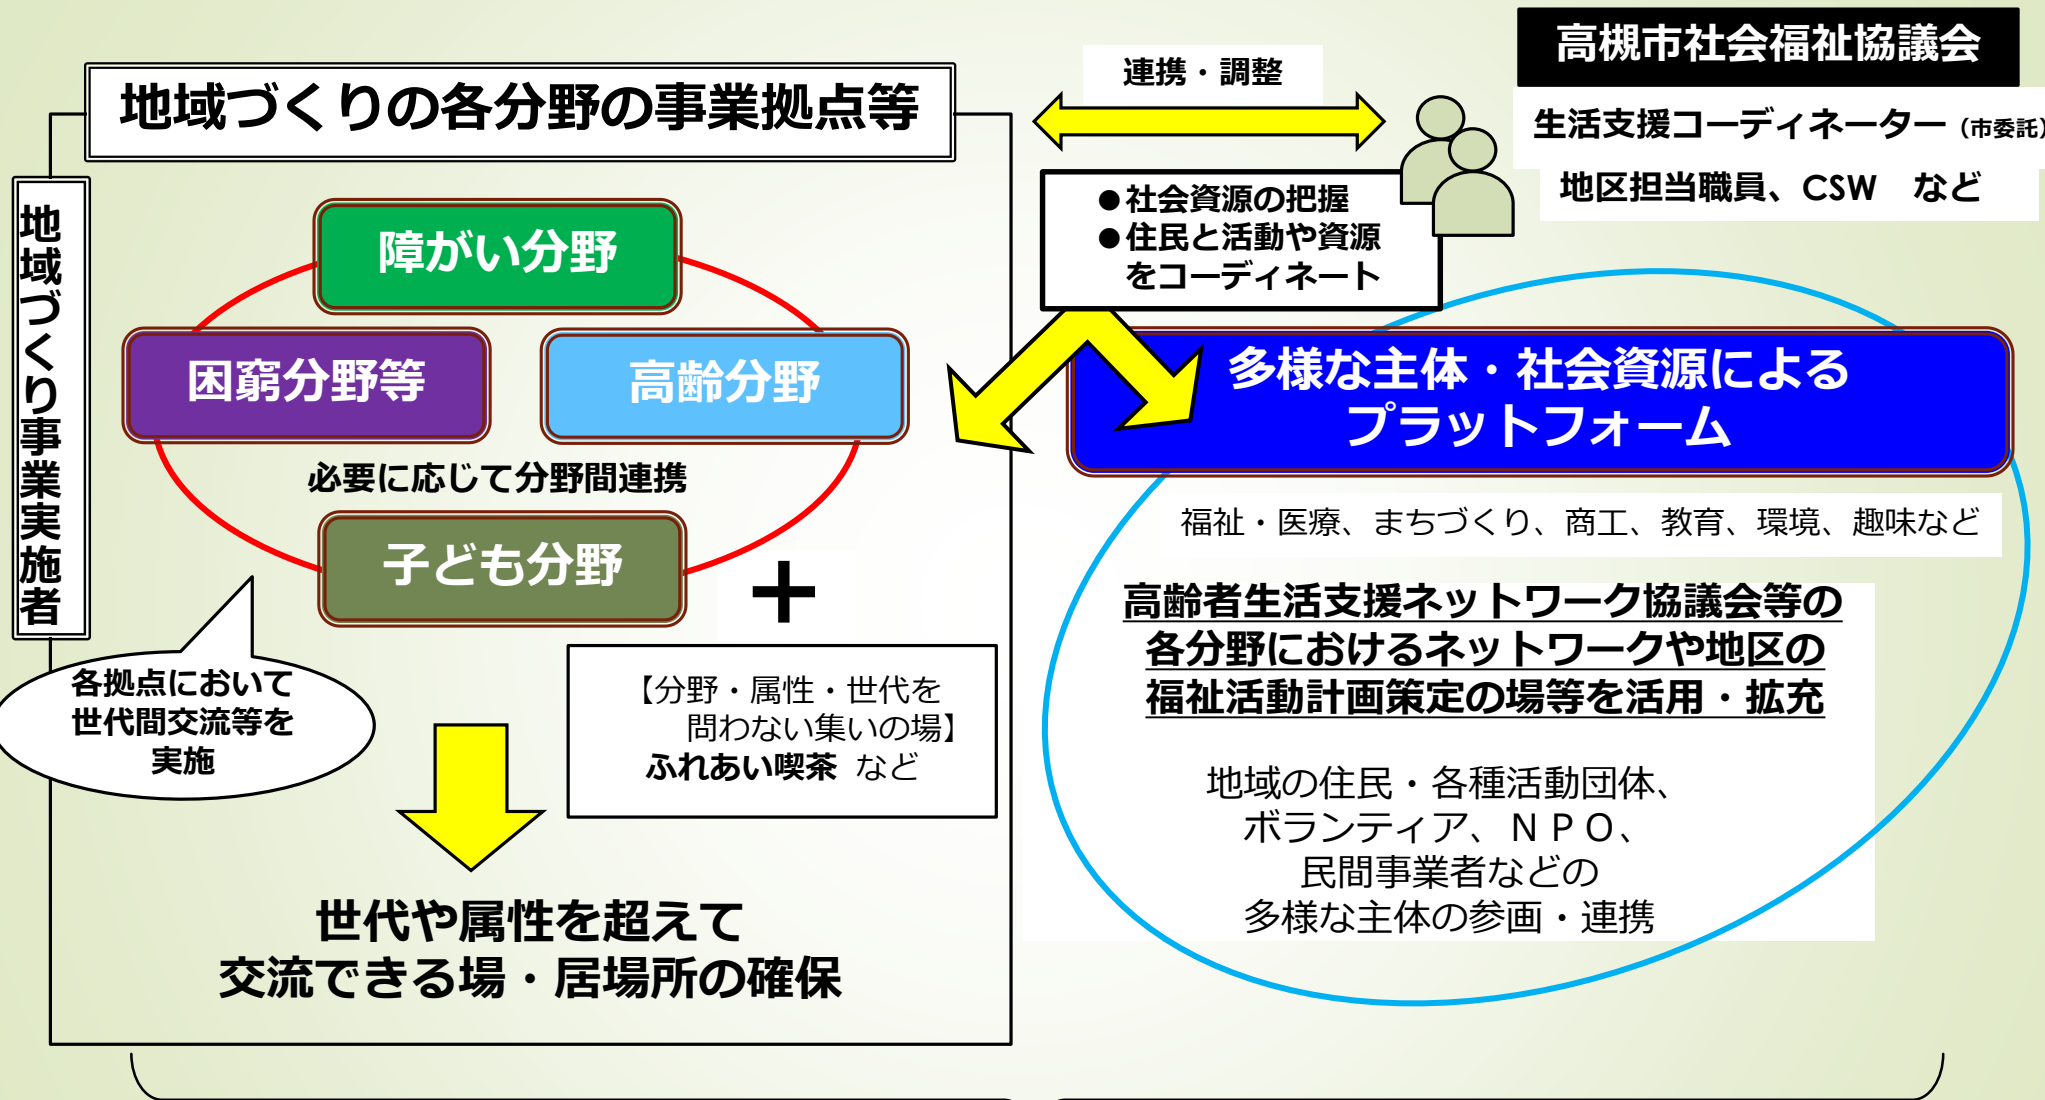 高槻市社会福祉協議会
生活支援コーディネーター（市委託）
地区担当職員、CSW　など
連携・調整
●社会資源の把握
●住民と活動や資源
をコーディネート
地域づくりの各分野の事業拠点等
地域づくり事業実施者
障がい分野
困窮分野等
高齢分野
必要に応じて分野間連携
子ども分野
＋
各拠点において
世代間交流等を
実施
【分野・属性・世代を
問わない集いの場】
ふれあい喫茶 など
世代や属性を超えて
交流できる場・居場所の確保
多様な主体・社会資源による
プラットフォーム
福祉・医療、まちづくり、商工、教育、環境、趣味など
高齢者生活支援ネットワーク協議会等の
各分野におけるネットワークや地区の
福祉活動計画策定の場等を活用・拡充
地域の住民・各種活動団体、
ボランティア、ＮＰＯ、
民間事業者などの
多様な主体の参画・連携